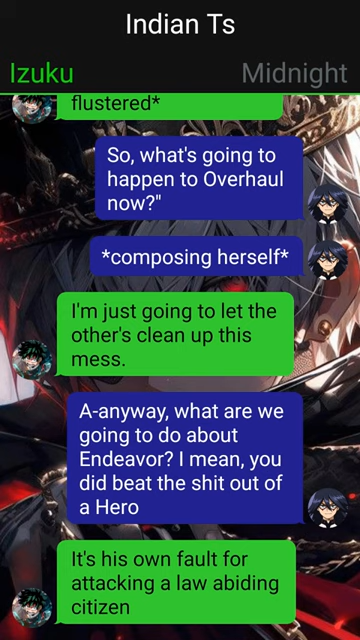 Indian Ts
Izuku
Midnight
flustered*
So, what's going to
happen to Overhaul
now?"
*composing herself*
I'm just going to let the
other's clean up this
mess.
A-anyway, what are we
going to do about
Endeavor? I mean, you
did beat the shit out of
a Hero
It's his own fault for
attacking a law abiding
citizen